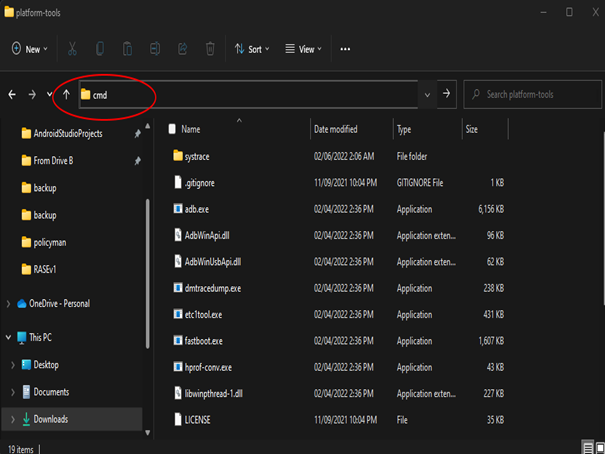 platform-tools
New
Sort
View
cmd
Search platform-tools
Name Date modified Type Size
AndroidStudioProjects
From Drive B
backup
backup
policyman
RASEv1
OneDrive - Personal
This PC
Desktop
Documents
Downloads
systrace 02/06/2022 2:06 AM File folder
.gitignore 11/09/2021 10:04 PM GITIGNORE File 1 KB
adb.exe 02/04/2022 2:36 PM Application 6,156 KB
AdbWinApi.dll 02/04/2022 2:36 PM Application exten... 96 KB
AdbWinUsbApi.dll 02/04/2022 2:36 PM Application exten... 62 KB
dmtracedump.exe 02/04/2022 2:36 PM Application 238 KB
etc1tool.exe 02/04/2022 2:36 PM Application 431 KB
fastboot.exe 02/04/2022 2:36 PM Application 1,607 KB
hprof-conv.exe 02/04/2022 2:36 PM Application 43 KB
libwinpthread-1.dll 02/04/2022 2:36 PM Application exten... 227 KB
LICENSE 11/09/2021 10:04 PM File 35 KB
19 items